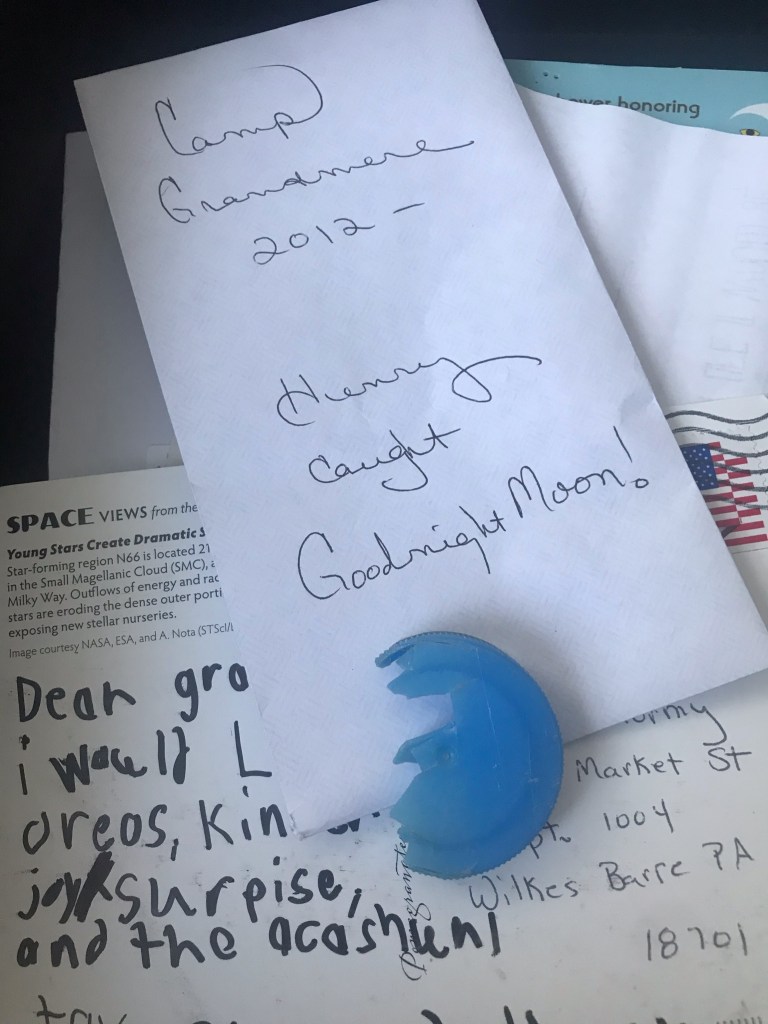 Camp
Grandmere
2012 -
Henry
caught
Goodnight Moon!
honoring
SPACE VIEWS from the
Young Stars Create Dramatic S
Star-forming region N66 is located 21
in the Small Magellanic Cloud (SMC),
Milky Way. Outflows of energy and rad
stars are eroding the dense outer porti
exposing new stellar nurseries.
Image courtesy NASA, ESA, and A. Nota (STScI/
Dear gra
i would L
oreos, kin
joy surpise,
and the acashunl
Market St
pt. 1004
Wilkes Barre PA
18701
Pomegranate